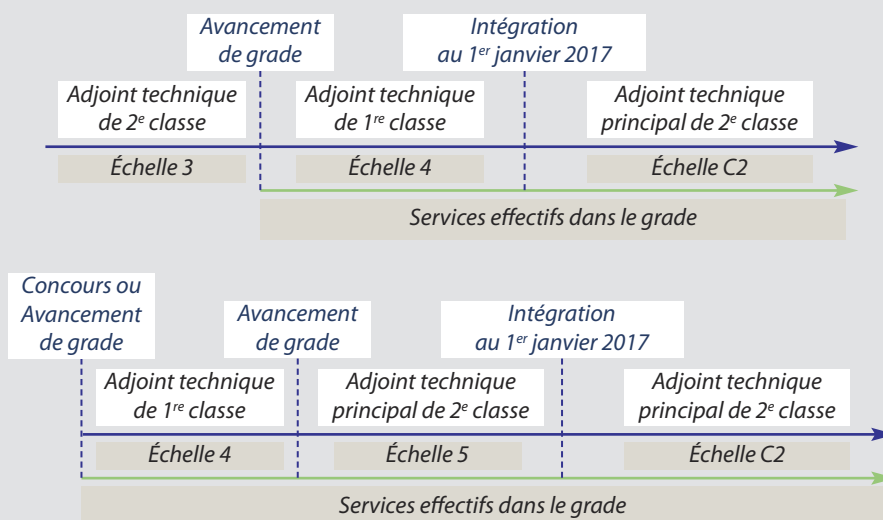 Avancement
de grade
Intégration
au 1er janvier 2017
Adjoint technique
de 2e classe
Adjoint technique
de 1re classe
Adjoint technique
principal de 2e classe
Échelle 3
Échelle 4
Échelle C2
Services effectifs dans le grade
Concours ou
Avancement
de grade
Avancement
de grade
Intégration
au 1er janvier 2017
Adjoint technique
de 1re classe
Adjoint technique
principal de 2e classe
Adjoint technique
principal de 2e classe
Échelle 4
Échelle 5
Échelle C2
Services effectifs dans le grade